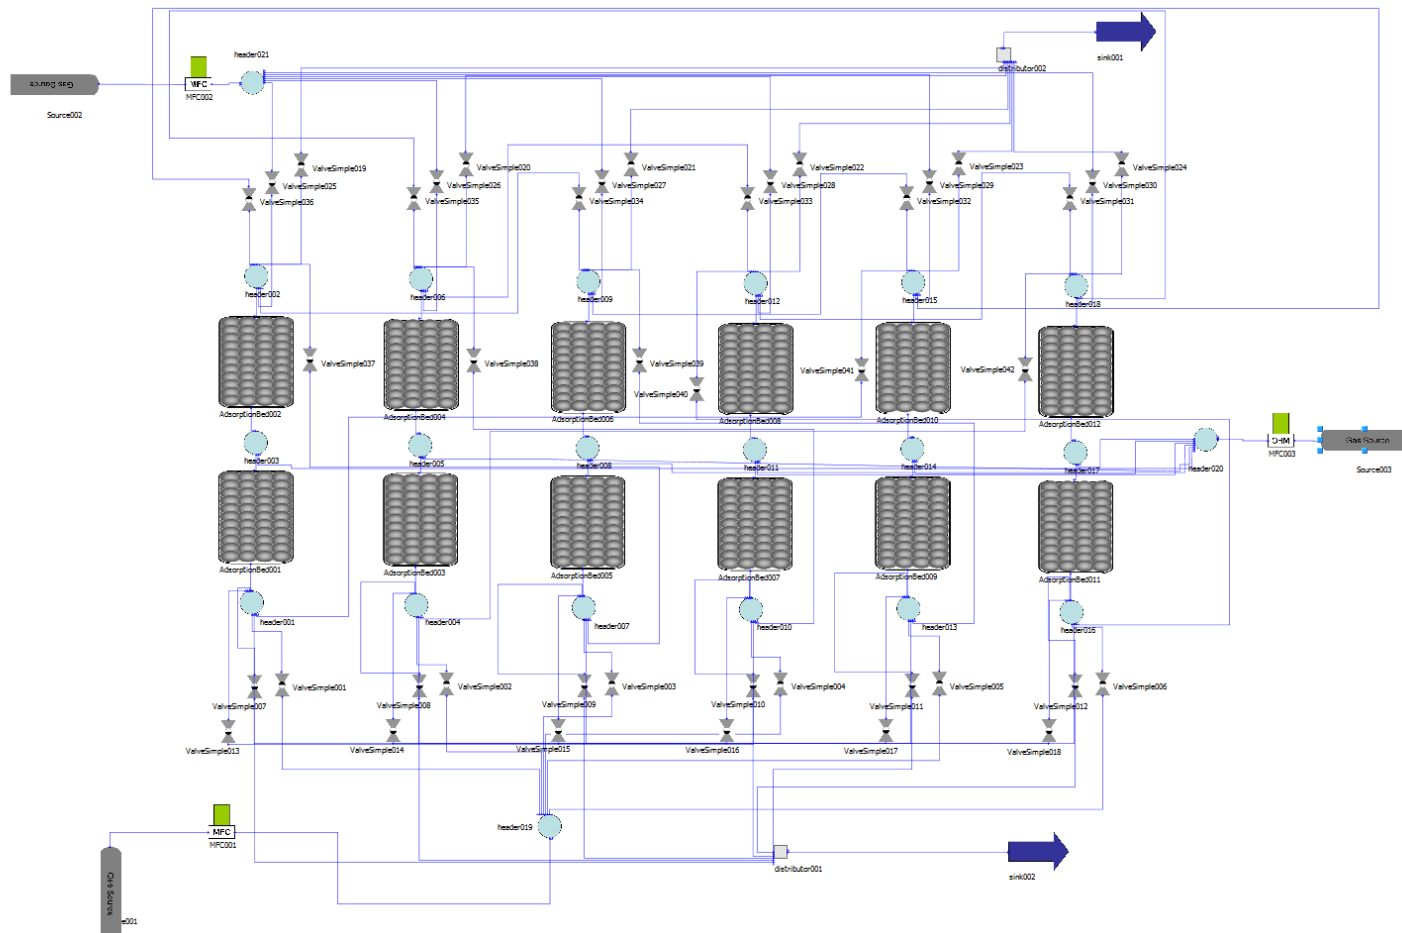 header021
sink001
distributor002
Gas Source
MFC
MFC002
Source002
ValveSimple019
ValveSimple020
ValveSimple021
ValveSimple022
ValveSimple023
ValveSimple024
ValveSimple025
ValveSimple026
ValveSimple027
ValveSimple028
ValveSimple029
ValveSimple030
ValveSimple036
ValveSimple035
ValveSimple034
ValveSimple033
ValveSimple032
ValveSimple031
header002
header006
header009
header012
header015
header018
ValveSimple037
ValveSimple038
ValveSimple039
ValveSimple040
ValveSimple041
ValveSimple042
AdsorptionBed002
AdsorptionBed004
AdsorptionBed006
AdsorptionBed008
AdsorptionBed010
AdsorptionBed012
header003
header005
header008
header011
header014
header017
header020
MFC003
Gas Source
Source003
AdsorptionBed001
AdsorptionBed003
AdsorptionBed005
AdsorptionBed007
AdsorptionBed009
AdsorptionBed011
header001
header004
header007
header010
header013
header016
ValveSimple001
ValveSimple002
ValveSimple003
ValveSimple004
ValveSimple005
ValveSimple006
ValveSimple007
ValveSimple008
ValveSimple009
ValveSimple010
ValveSimple011
ValveSimple012
ValveSimple013
ValveSimple014
ValveSimple015
ValveSimple016
ValveSimple017
ValveSimple018
header019
MFC
MFC001
distributor001
sink002
Gas Source
e001